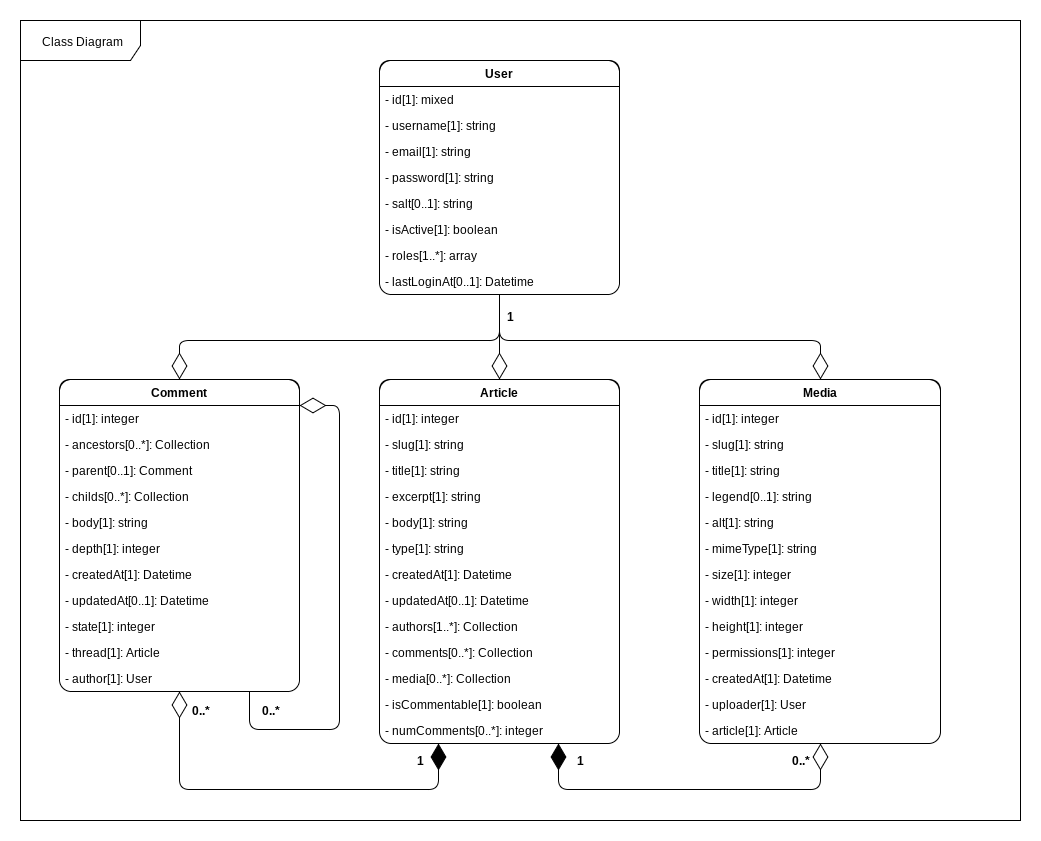 Class Diagram
User
- id[1]: mixed
- username[1]: string
- email[1]: string
- password[1]: string
- salt[0..1]: string
- isActive[1]: boolean
- roles[1..*]: array
- lastLoginAt[0..1]: Datetime
1
Comment
- id[1]: integer
- ancestors[0..*]: Collection
- parent[0..1]: Comment
- childs[0..*]: Collection
- body[1]: string
- depth[1]: integer
- createdAt[1]: Datetime
- updatedAt[0..1]: Datetime
- state[1]: integer
- thread[1]: Article
- author[1]: User
0..*
0..*
Article
- id[1]: integer
- slug[1]: string
- title[1]: string
- excerpt[1]: string
- body[1]: string
- type[1]: string
- createdAt[1]: Datetime
- updatedAt[0..1]: Datetime
- authors[1..*]: Collection
- comments[0..*]: Collection
- media[0..*]: Collection
- isCommentable[1]: boolean
- numComments[0..*]: integer
1
1
Media
- id[1]: integer
- slug[1]: string
- title[1]: string
- legend[0..1]: string
- alt[1]: string
- mimeType[1]: string
- size[1]: integer
- width[1]: integer
- height[1]: integer
- permissions[1]: integer
- createdAt[1]: Datetime
- uploader[1]: User
- article[1]: Article
0..*